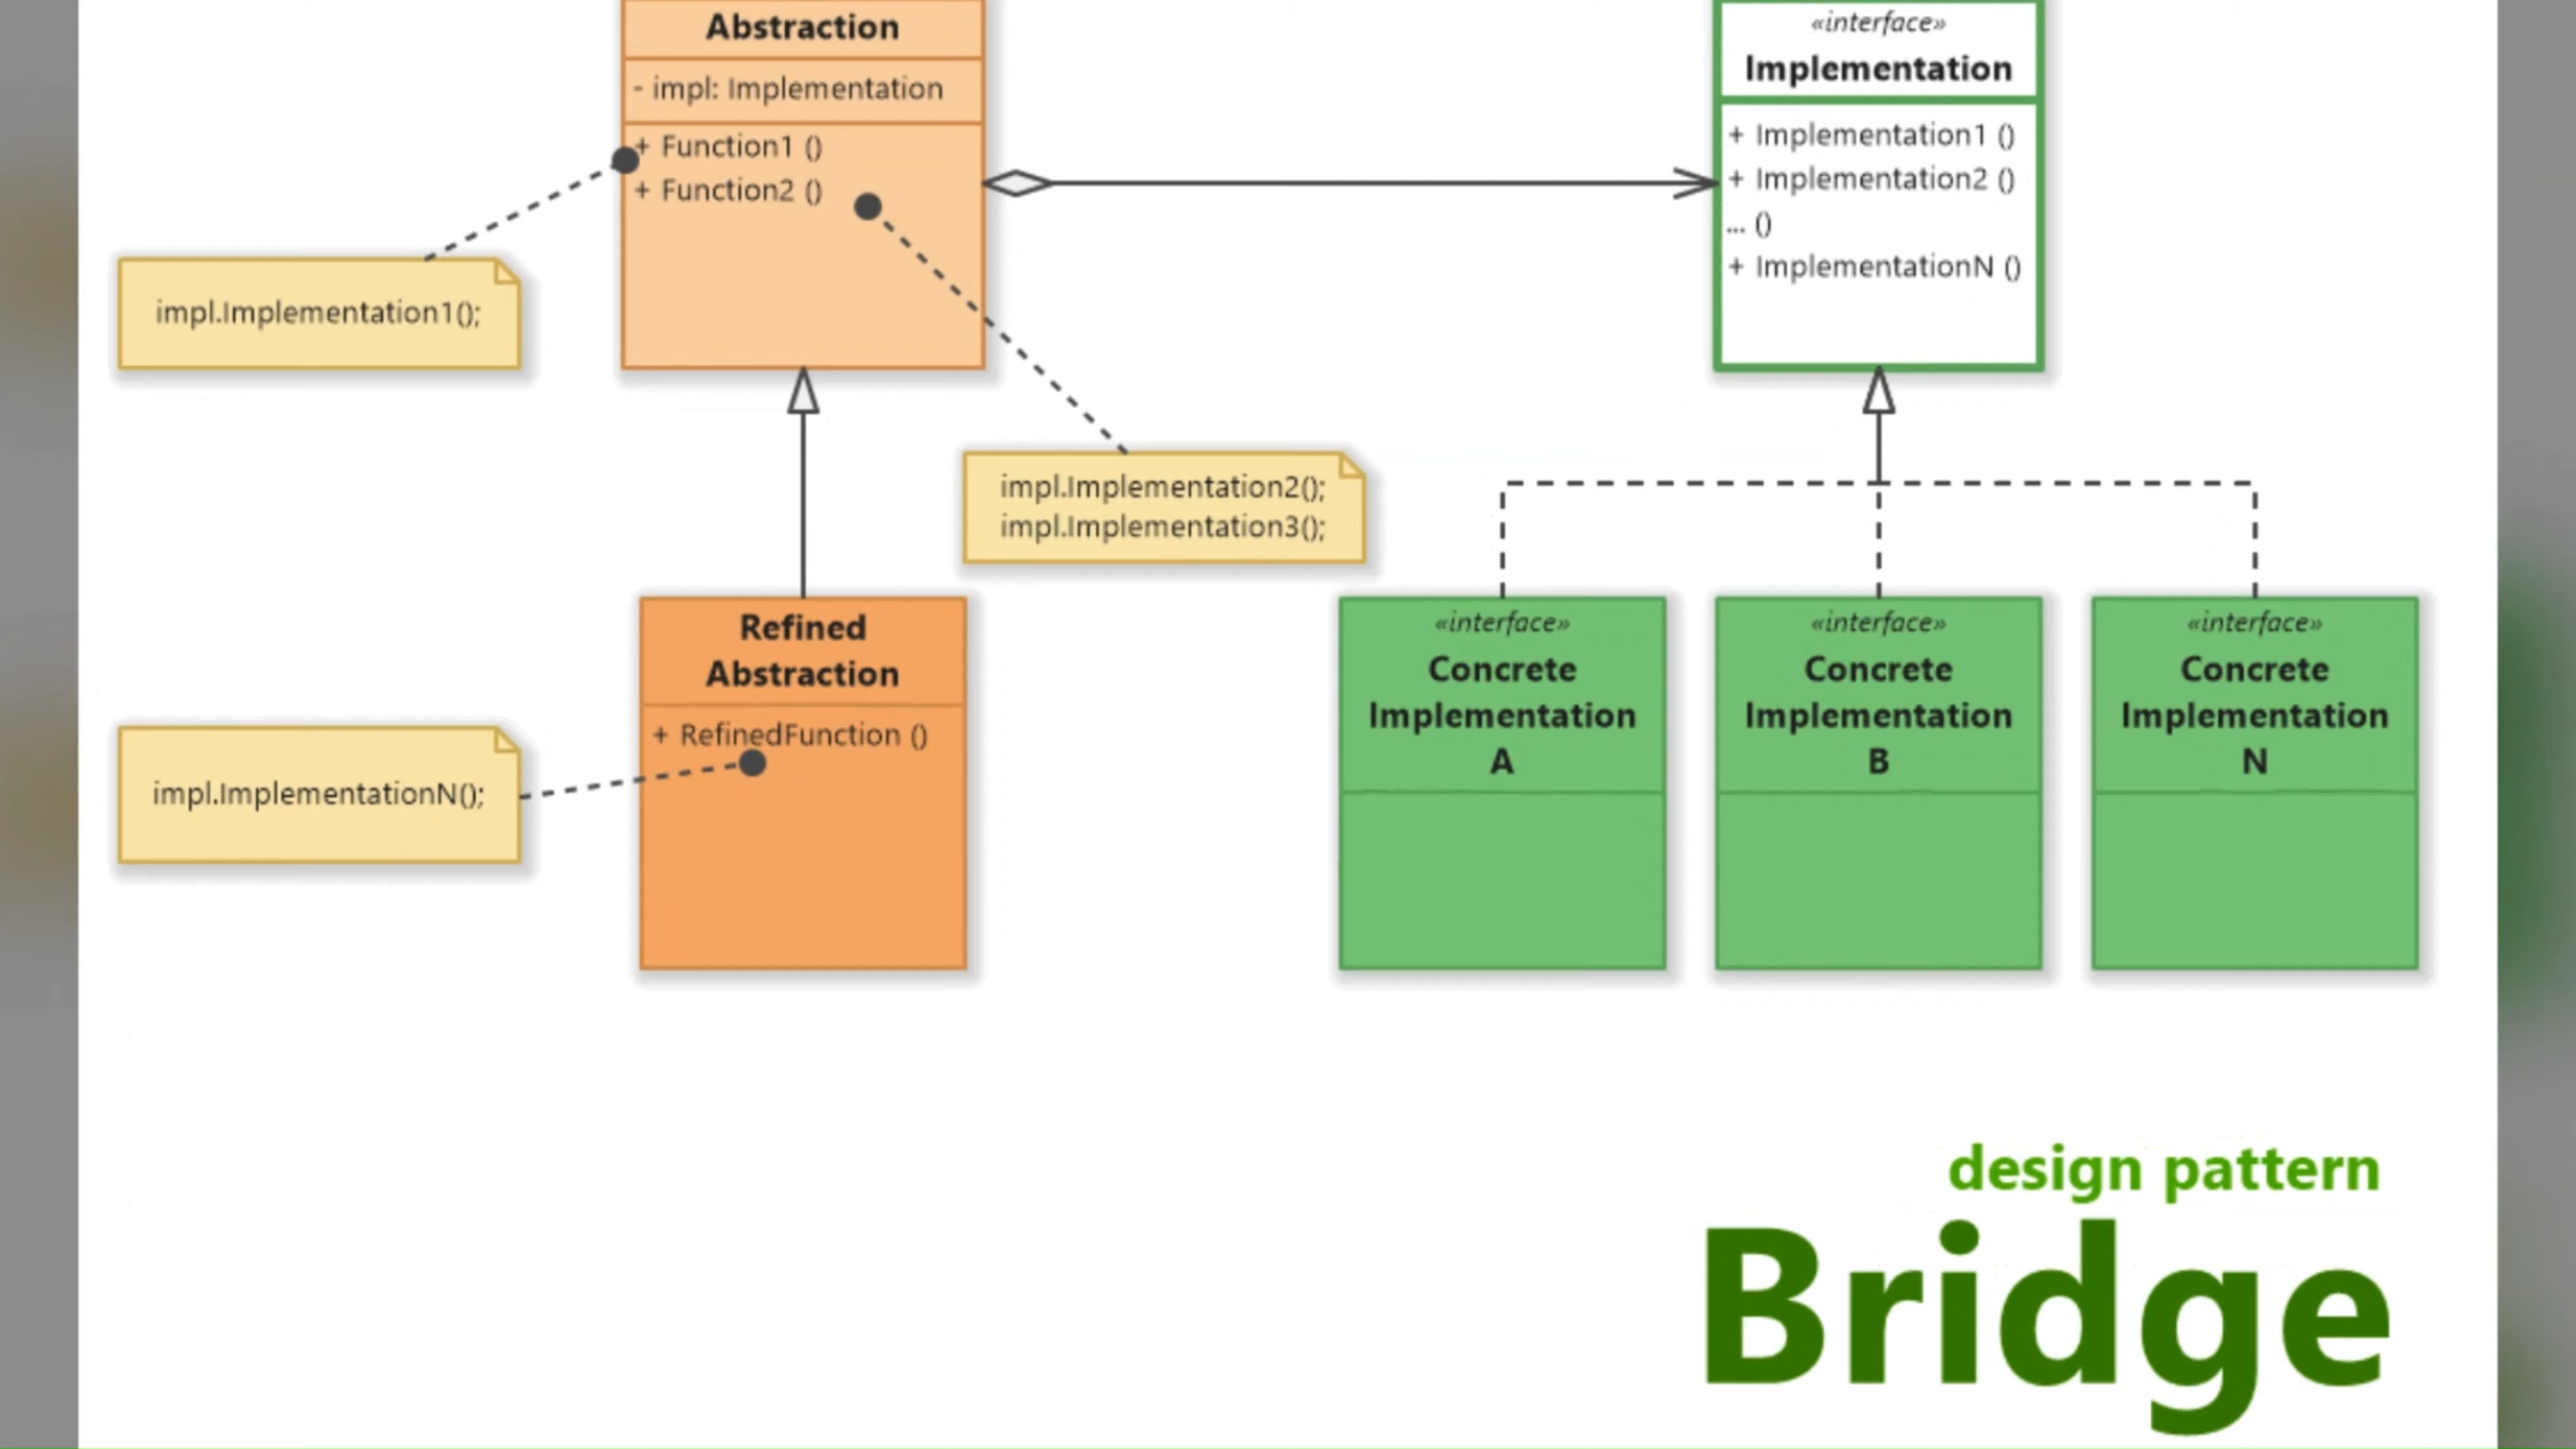 Abstraction
- impl: Implementation
+ Function1 ()
+ Function2 ()
«interface»
Implementation
+ Implementation1 ()
+ Implementation2 ()
... ()
+ ImplementationN ()
impl.Implementation1();
impl.Implementation2();
impl.Implementation3();
Refined
Abstraction
+ RefinedFunction ()
impl.ImplementationN();
«interface»
Concrete
Implementation
A
«interface»
Concrete
Implementation
B
«interface»
Concrete
Implementation
N
design pattern
Bridge